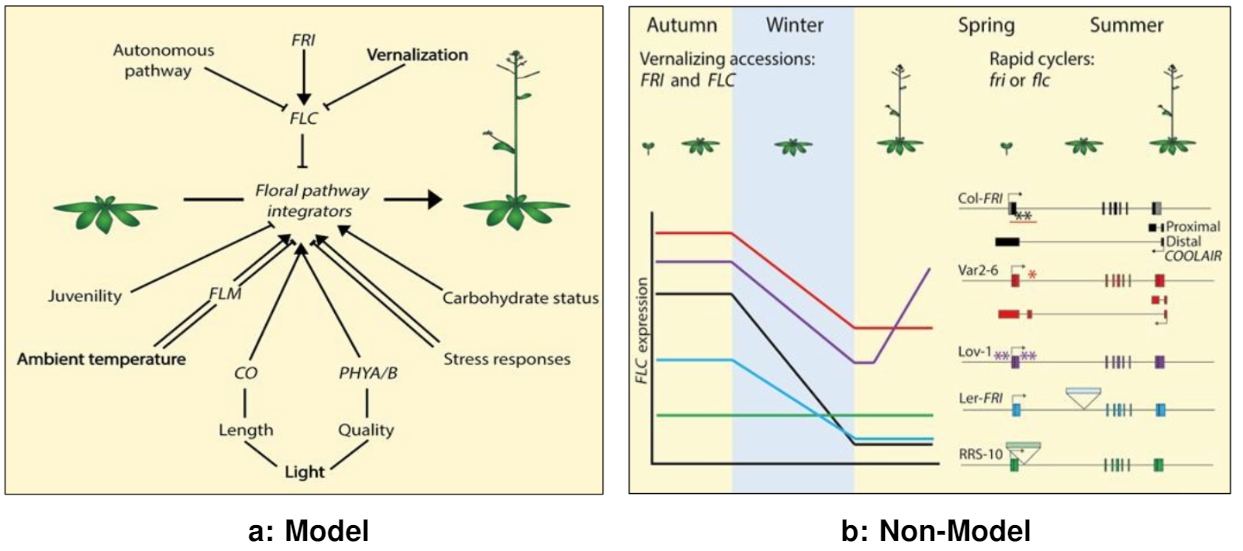 Autonomous
pathway
FRI
Vernalization
FLC
Floral pathway
integrators
Juvenility
FLM
Carbohydrate status
Ambient temperature
Stress responses
CO
PHYA/B
Length
Quality
Light
a: Model
Autumn
Winter
Spring
Summer
Vernalizing accessions:
FRI and FLC
Rapid cyclers:
fri or flc
FLC expression
Col-FRI
**
Proximal
Distal
COOLAIR
Var2-6
*
Lov-1
** **
Ler-FRI
RRS-10
b: Non-Model